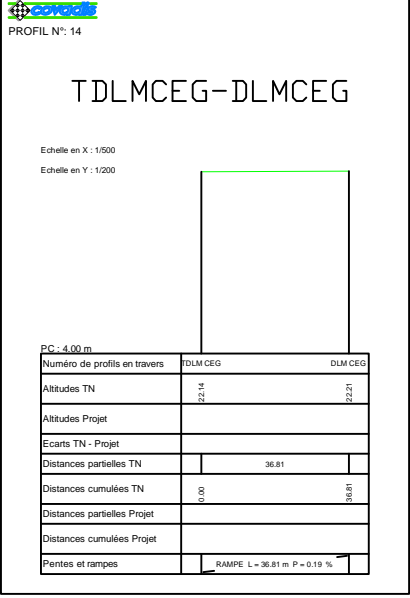 covadis
PROFIL N°: 14
TDLMCEG-DLMCEG
Echelle en X : 1/500
Echelle en Y : 1/200
PC : 4.00 m
Numéro de profils en travers TDLM CEG DLM CEG
Altitudes TN 22.14 22.21
Altitudes Projet
Ecarts TN - Projet
Distances partielles TN 36.81
Distances cumulées TN 0.00 36.81
Distances partielles Projet
Distances cumulées Projet
Pentes et rampes RAMPE L = 36.81 m P = 0.19 %